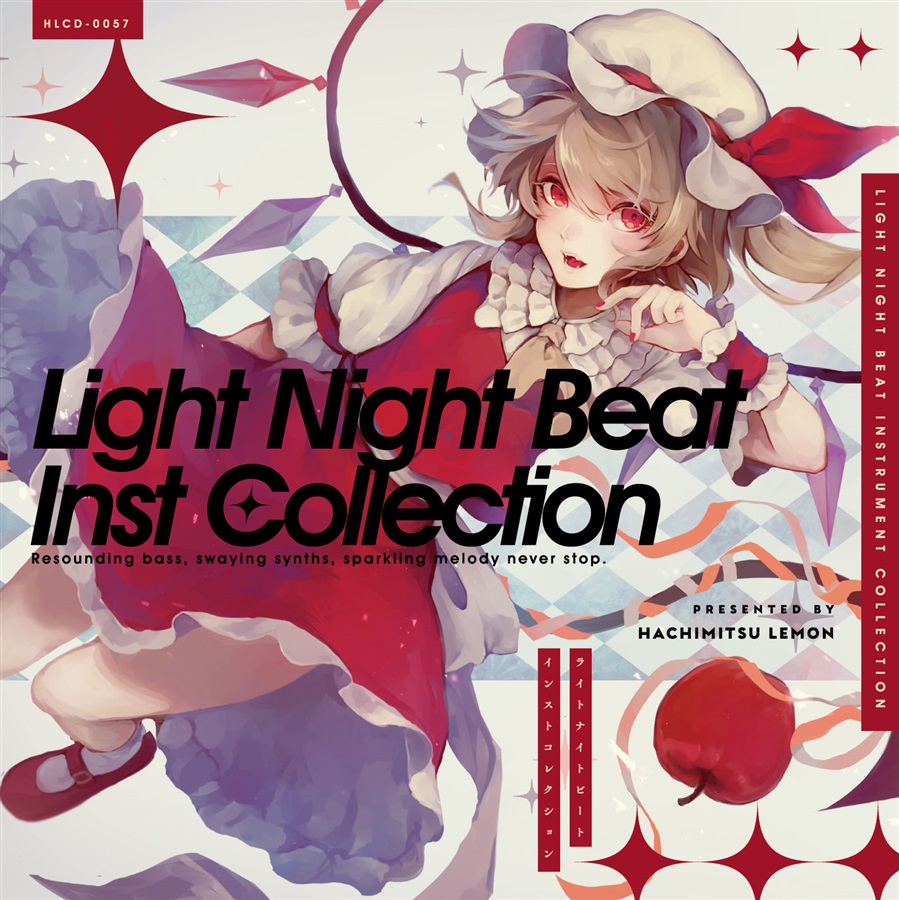 HLCD-0057
LIGHT NIGHT BEAT INSTRUMENT COLLECTION
Light Night Beat
Inst Collection
Resounding bass, swaying synths, sparkling melody never stop.
PRESENTED BY
HACHIMITSU LEMON
ライトナイトビート
インストコレクション